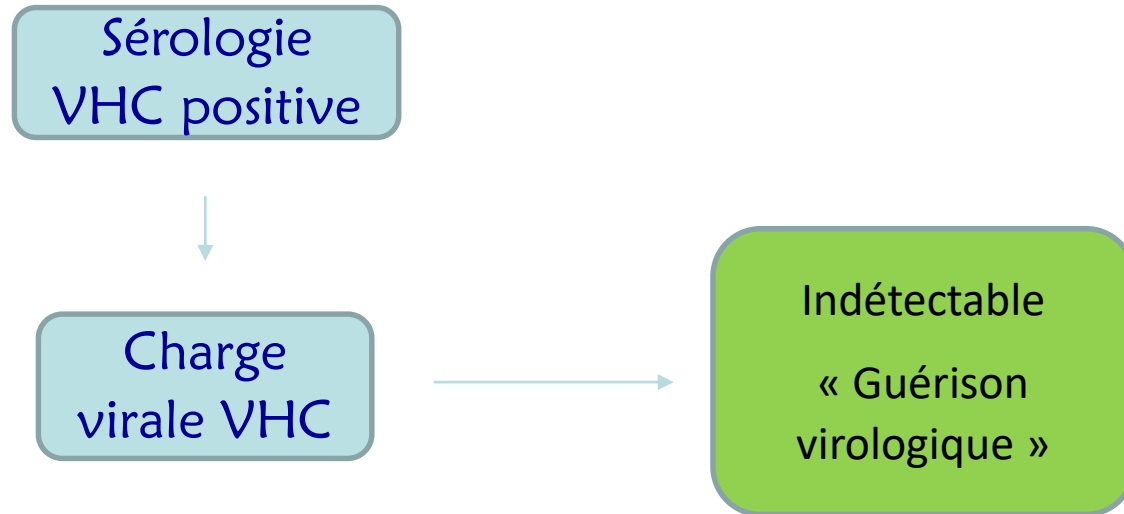 Sérologie
VHC positive
Charge
virale VHC
Indétectable
« Guérison
virologique »